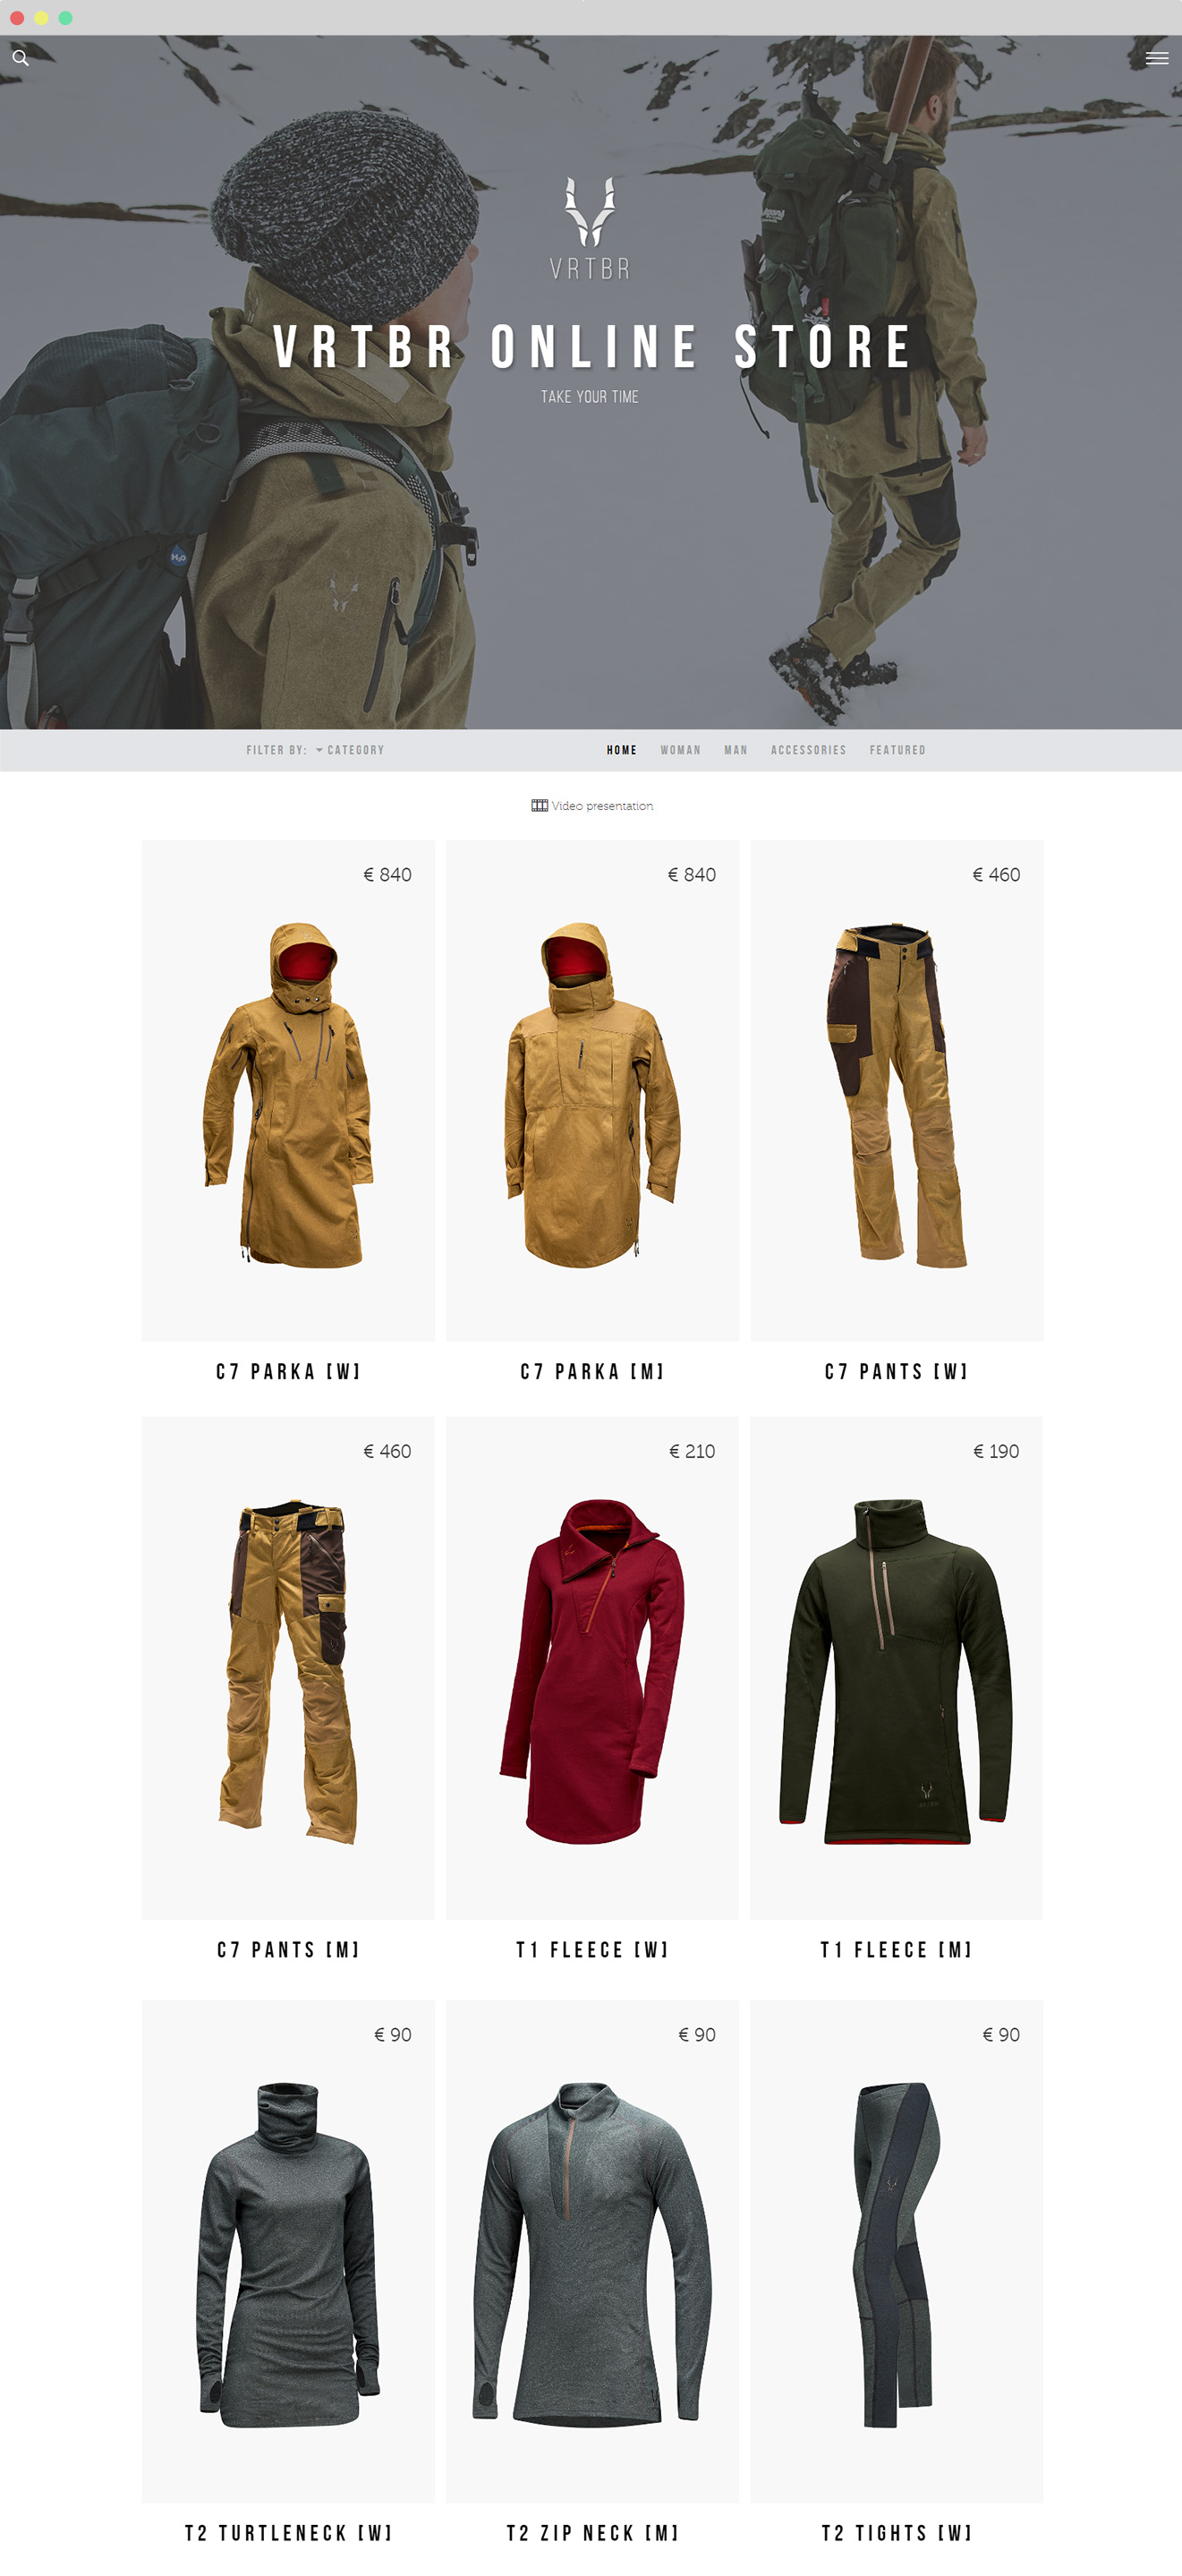 VRTBR
VRTBR ONLINE STORE
TAKE YOUR TIME
H2O
FILTER BY: CATEGORY HOME WOMAN MAN ACCESSORIES FEATURED
Video presentation
€ 840 € 840 € 460
C7 PARKA [W] C7 PARKA [M] C7 PANTS [W]
€ 460 € 210 € 190
C7 PANTS [M] T1 FLEECE [W] T1 FLEECE [M]
€ 90 € 90 € 90
T2 TURTLENECK [W] T2 ZIP NECK [M] T2 TIGHTS [W]